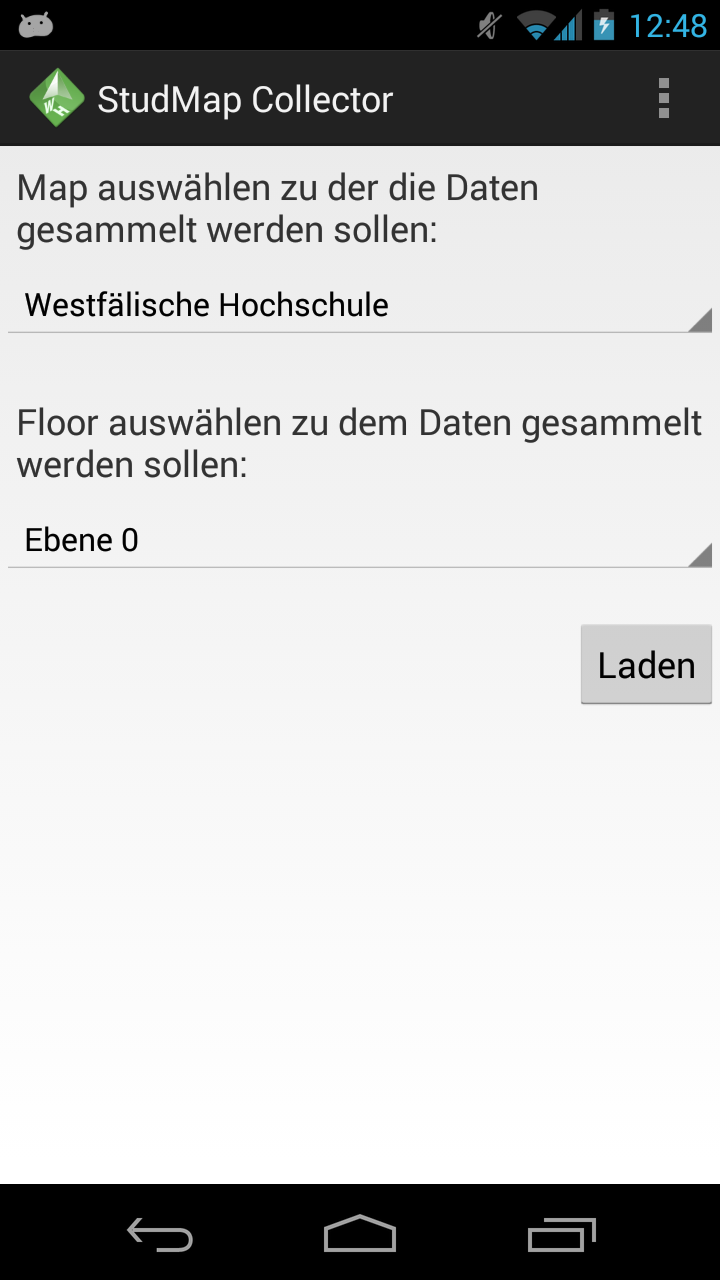 12:48
StudMap Collector
Map auswählen zu der die Daten
gesammelt werden sollen:
Westfälische Hochschule
Floor auswählen zu dem Daten gesammelt
werden sollen:
Ebene 0
Laden